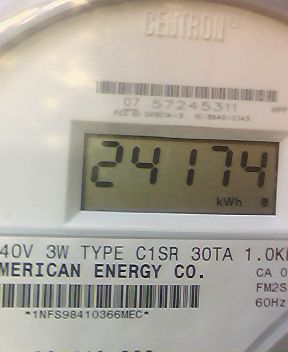 CENTRON®
07 57245311
24174
kWh
40V 3W TYPE C1SR 30TA 1.0K
MERICAN ENERGY CO.
CA 0
FM2S
60Hz
*1NFS98410366MEC*